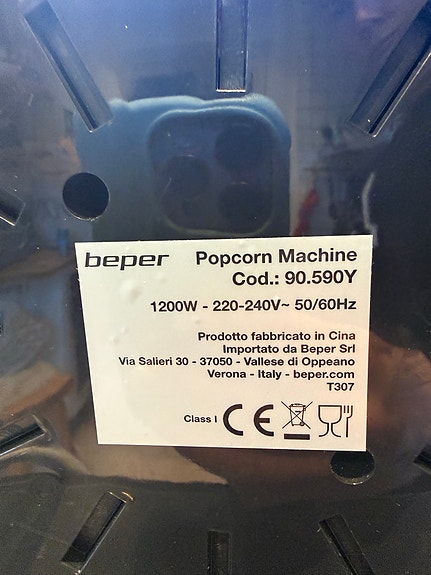 beper Popcorn Machine
Cod.: 90.590Y
1200W - 220-240V~ 50/60Hz
Prodotto fabbricato in Cina
Importato da Beper Srl
Via Salieri 30 - 37050 - Vallese di Oppeano
Verona - Italy - beper.com
T307
Class I CE